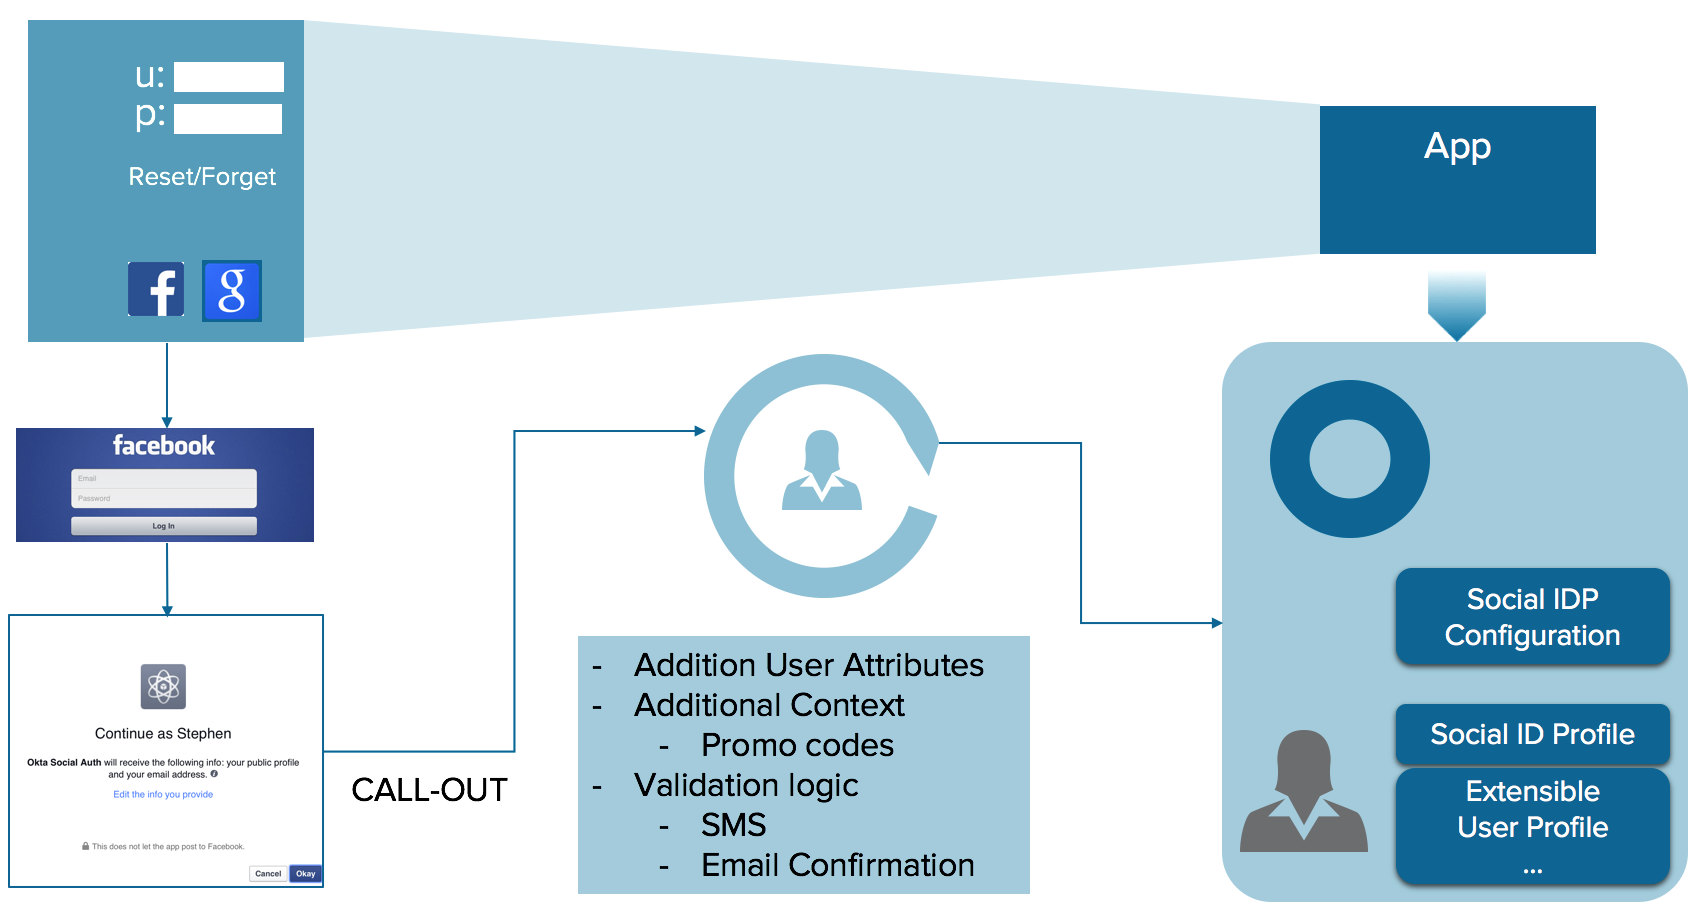 u:
p:
Reset/Forget
f
g
App
facebook
Email
Password
Log In
Continue as Stephen
Okta Social Auth will receive the following info: your public profile
and your email address. i
Edit the info you provide
This does not let the app post to Facebook.
Cancel Okay
CALL-OUT
- Addition User Attributes
- Additional Context
- Promo codes
- Validation logic
- SMS
- Email Confirmation
Social IDP
Configuration
Social ID Profile
Extensible
User Profile
...